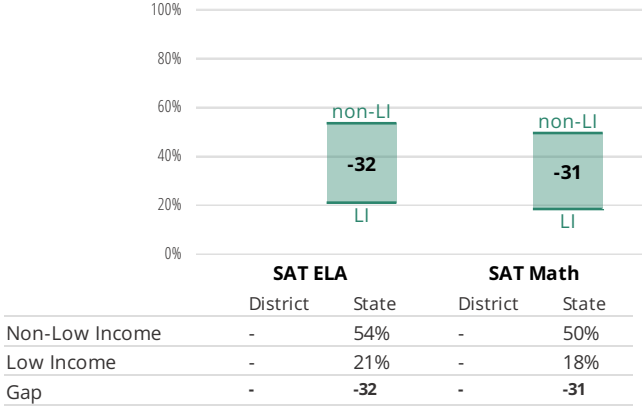 100%
80%
60%
non-LI
non-LI
40%
-32
-31
20%
LI
LI
0%
SAT ELA SAT Math
District State District State
Non-Low Income - 54% - 50%
Low Income - 21% - 18%
Gap - -32 - -31